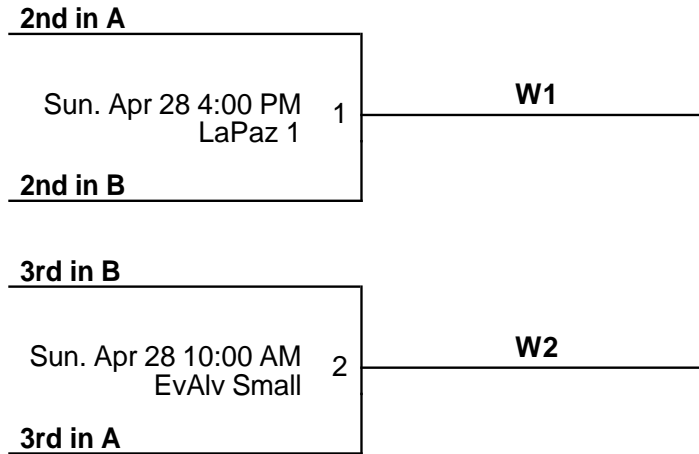 2nd in A
Sun. Apr 28 4:00 PM
LaPaz 1
1
W1
2nd in B
3rd in B
Sun. Apr 28 10:00 AM
EvAlv Small
2
W2
3rd in A